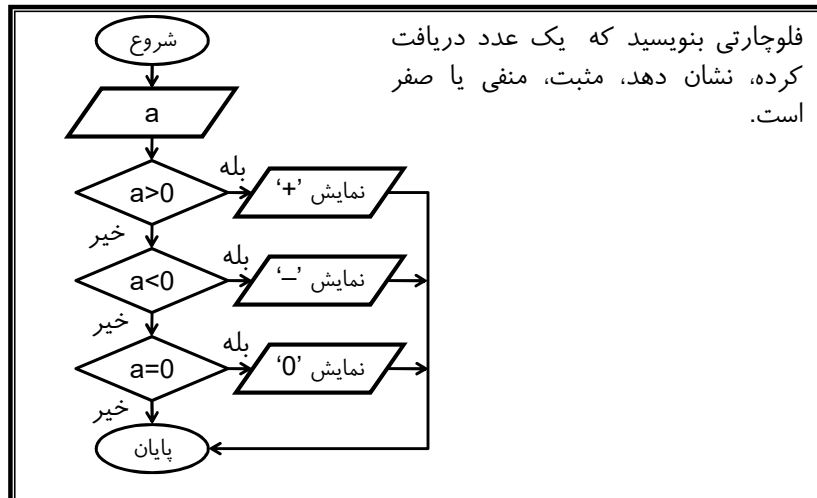 فلوچارتی بنویسید که یک عدد دریافت
کرده، نشان دهد، مثبت، منفی یا صفر
است.
شروع
a
a>0
بله
نمایش ’+‘
خیر
a<0
بله
نمایش ’–‘
خیر
a=0
بله
نمایش ’0‘
خیر
پایان